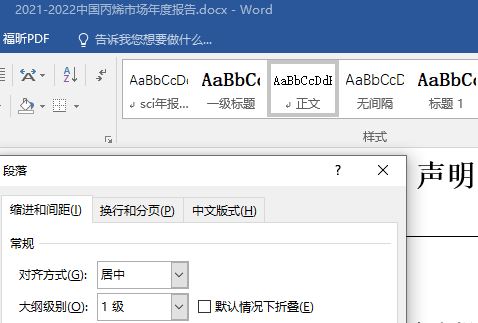 2021-2022中国丙烯市场年度报告.docx - Word
福昕PDF 告诉我您想要做什么...
AaBbCcDc AaBbCc AaBbCcDdI AaBbCcD AaBbCc
sci年报... 一级标题 正文 无间隔 标题 1
样式
段落 ? ×
声明
缩进和间距(I) 换行和分页(P) 中文版式(H)
常规
对齐方式(G): 居中
大纲级别(O): 1 级 默认情况下折叠(E)